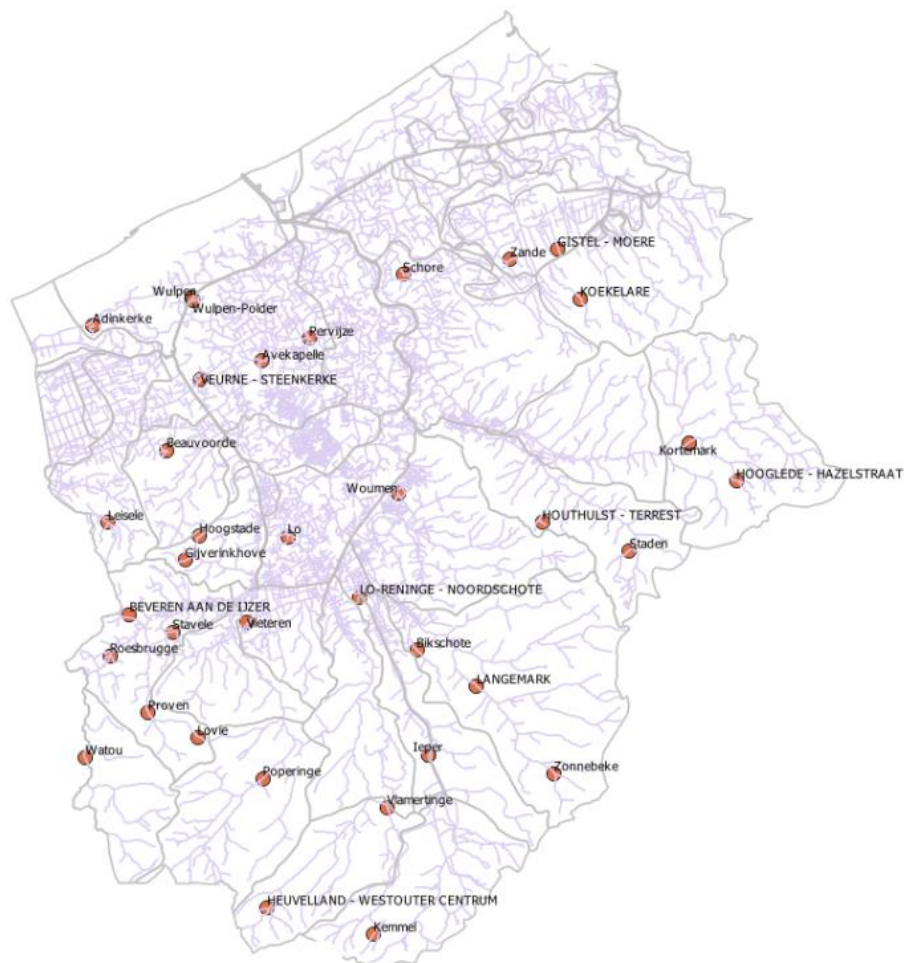 GISTEL - MOERE
Zande
Schore
KOEKELARE
Wulpen
Wulpen-Polder
Adinkerke
Pervijze
Avekapelle
VEURNE - STEENKERKE
Beauvoorde
Kortemark
HOOGLEDE - HAZELSTRAAT
Woumen
Leisele
HOUTHULST - TERREST
Hoogstade
Lo
Staden
Gijverinkhove
LO-RENINGE - NOORDSCHOTE
BEVEREN AAN DE IJZER
Stavele
Vleteren
Roesbrugge
Bikschote
LANGEMARK
Proven
Lovie
Watou
Ieper
Poperinge
Zonnebeke
Vlamertinge
HEUVELLAND - WESTOUTER CENTRUM
Kemmel